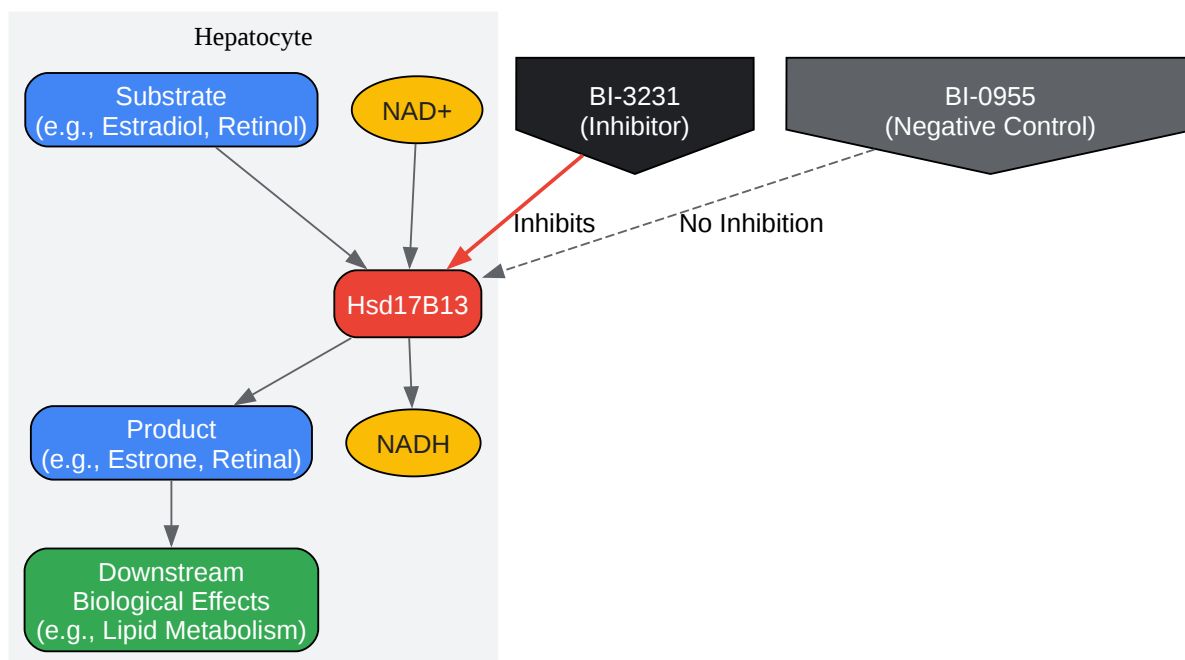 Hepatocyte
Substrate
(e.g., Estradiol, Retinol)
NAD+
BI-3231
(Inhibitor)
BI-0955
(Negative Control)
Inhibits
No Inhibition
Hsd17B13
Product
(e.g., Estrone, Retinal)
NADH
Downstream
Biological Effects
(e.g., Lipid Metabolism)